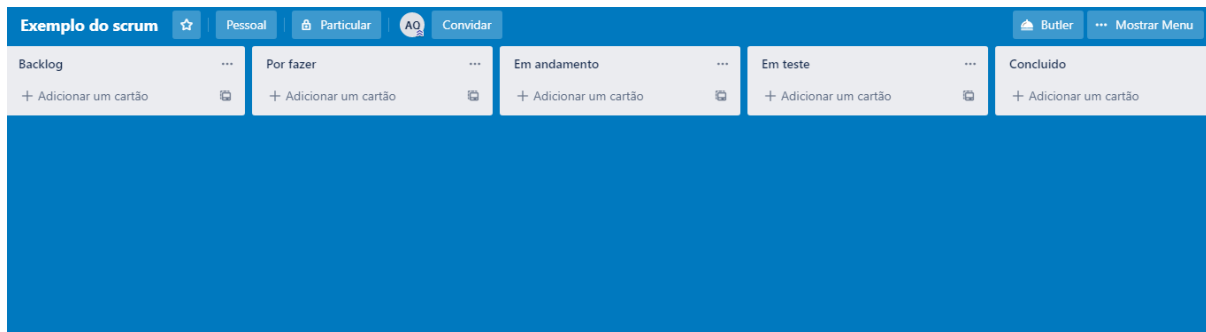 Exemplo do scrum Pessoal Particular AQ Convidar Butler ··· Mostrar Menu
Backlog ··· Por fazer ··· Em andamento ··· Em teste ··· Concluido
+ Adicionar um cartão + Adicionar um cartão + Adicionar um cartão + Adicionar um cartão + Adicionar um cartão